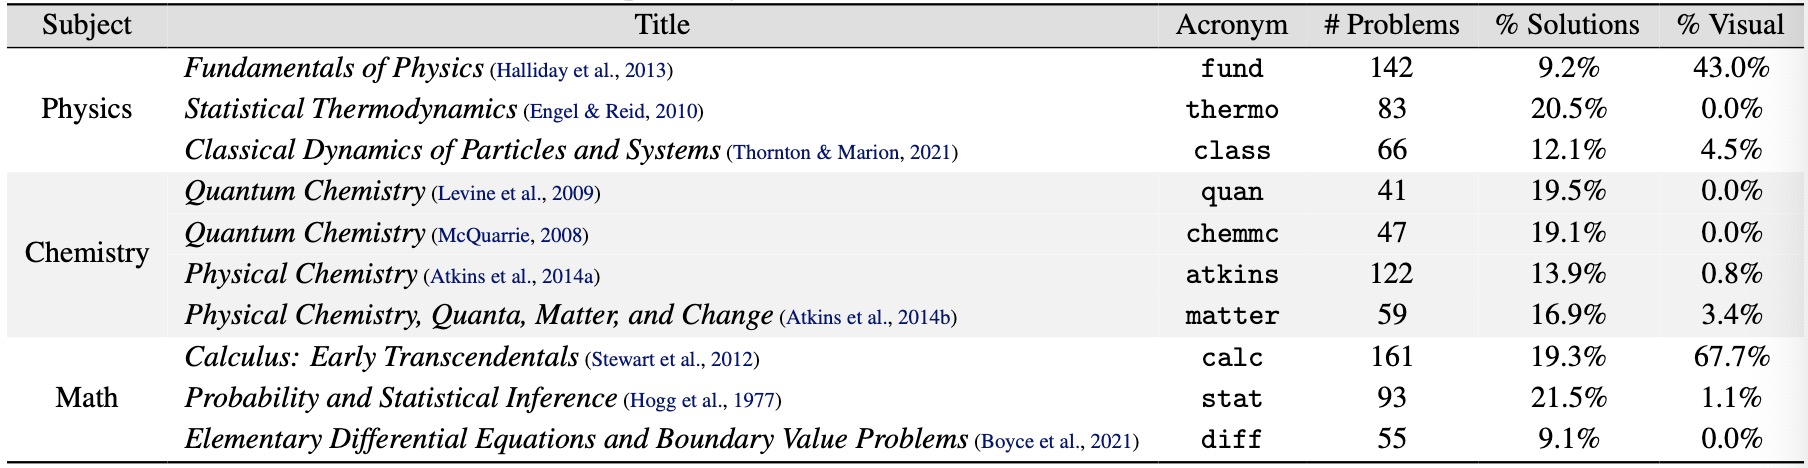 Subject Title Acronym # Problems % Solutions % Visual
Fundamentals of Physics (Halliday et al., 2013) fund 142 9.2% 43.0%
Physics Statistical Thermodynamics (Engel & Reid, 2010) thermo 83 20.5% 0.0%
Classical Dynamics of Particles and Systems (Thornton & Marion, 2021) class 66 12.1% 4.5%
Quantum Chemistry (Levine et al., 2009) quan 41 19.5% 0.0%
Quantum Chemistry (McQuarrie, 2008) chemmc 47 19.1% 0.0%
Chemistry
Physical Chemistry (Atkins et al., 2014a) atkins 122 13.9% 0.8%
Physical Chemistry, Quanta, Matter, and Change (Atkins et al., 2014b) matter 59 16.9% 3.4%
Calculus: Early Transcendentals (Stewart et al., 2012) calc 161 19.3% 67.7%
Math Probability and Statistical Inference (Hogg et al., 1977) stat 93 21.5% 1.1%
Elementary Differential Equations and Boundary Value Problems (Boyce et al., 2021) diff 55 9.1% 0.0%